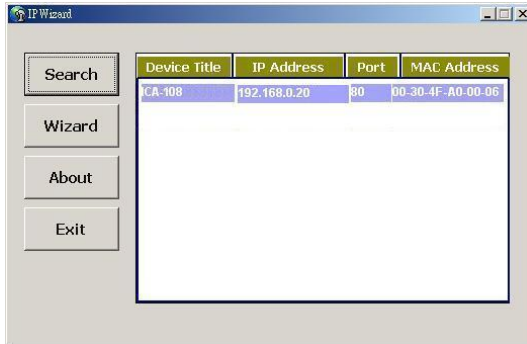 IP Wizard
Search
Wizard
About
Exit
Device Title IP Address Port MAC Address
ICA-108 192.168.0.20 80 00-30-4F-A0-00-06